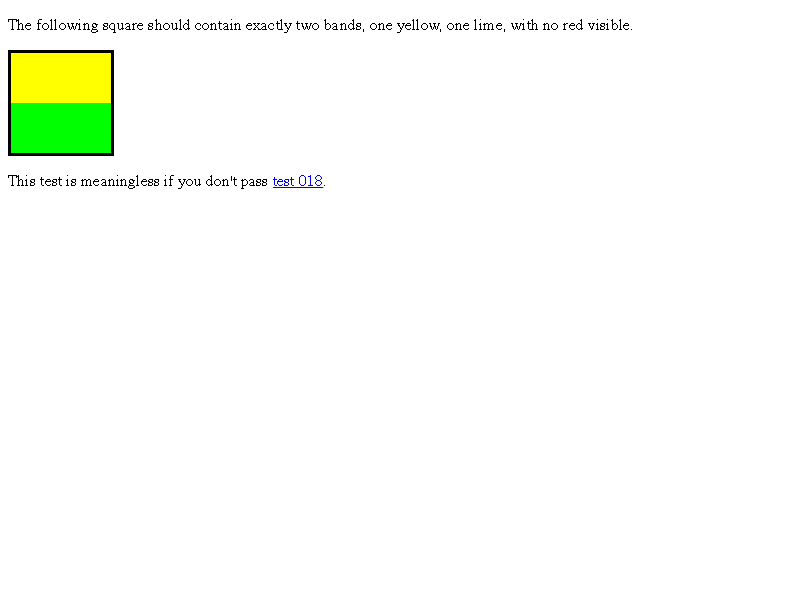 The following square should contain exactly two bands, one yellow, one lime, with no red visible.
This test is meaningless if you don't pass test 018.